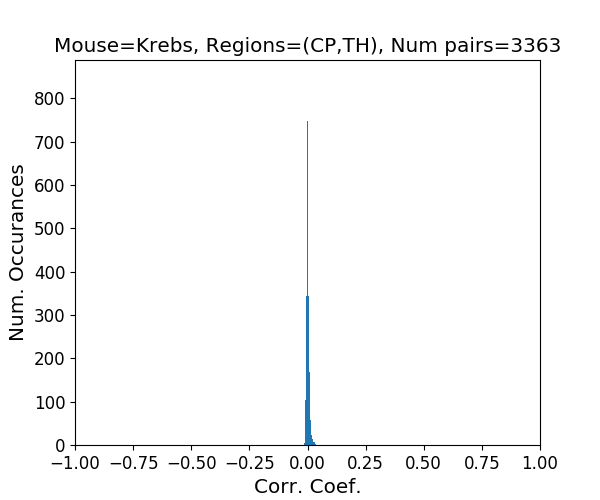 Mouse=Krebs, Regions=(CP,TH), Num pairs=3363
800
700
600
500
400
300
200
100
0
Num. Occurances
−1.00 −0.75 −0.50 −0.25 0.00 0.25 0.50 0.75 1.00
Corr. Coef.